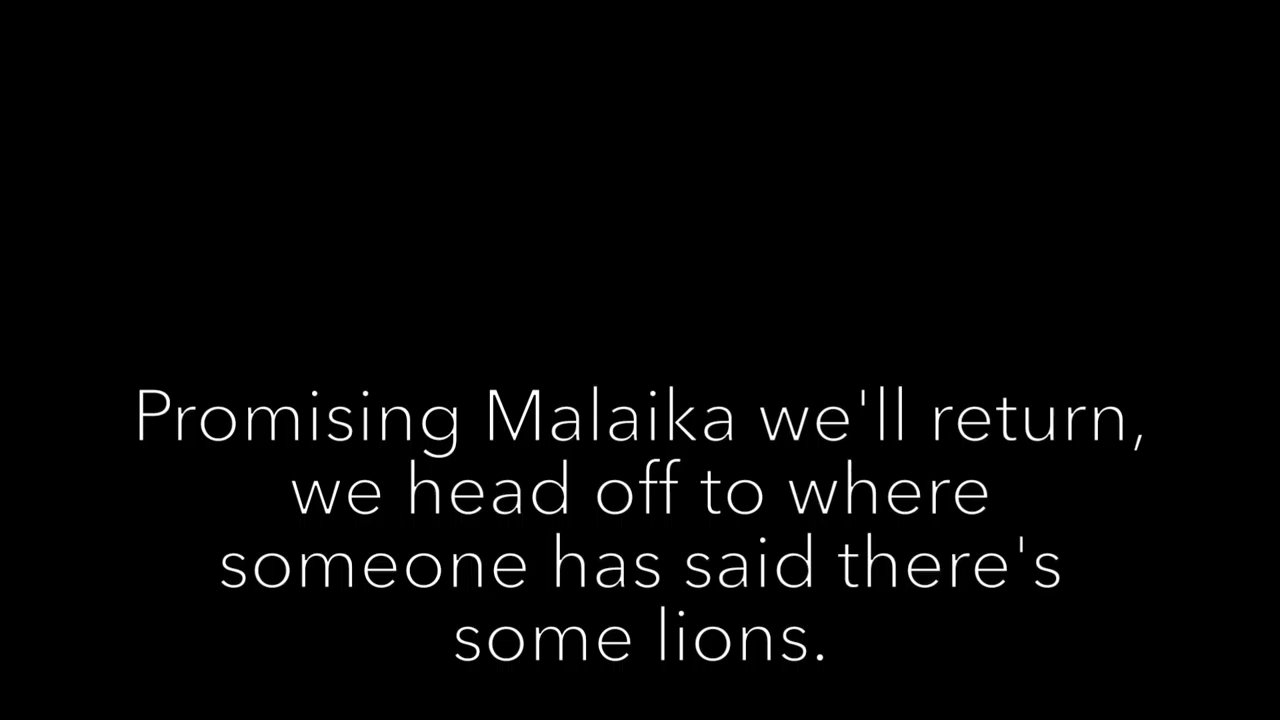 Promising Malaika we'll return,
we head off to where
someone has said there's
some lions.